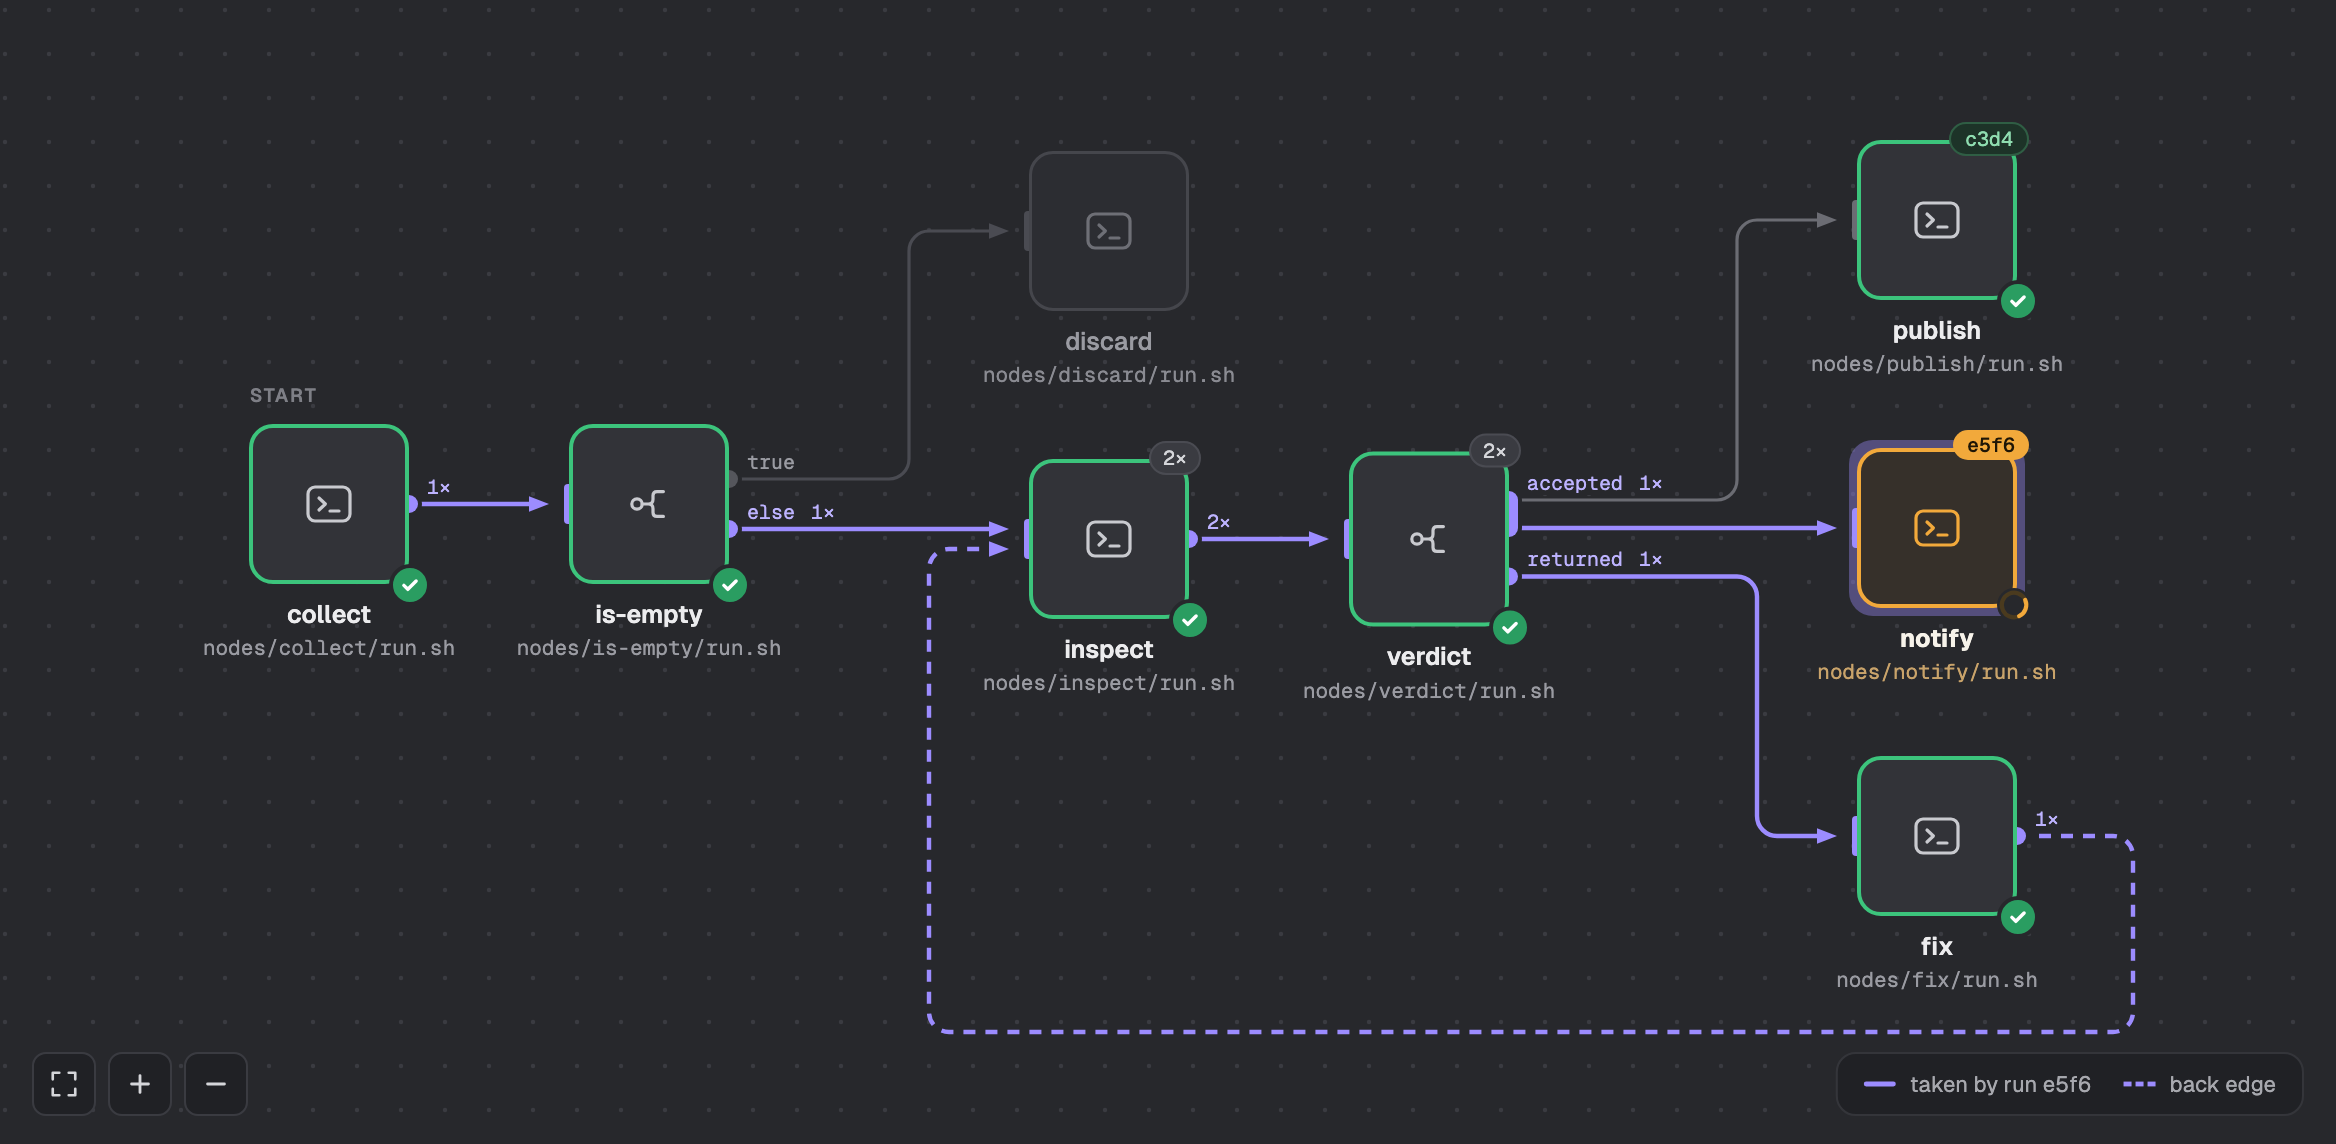 c3d4
publish
nodes/publish/run.sh
discard
nodes/discard/run.sh
START
1×
true
else 1×
collect
nodes/collect/run.sh
is-empty
nodes/is-empty/run.sh
2×
2×
inspect
nodes/inspect/run.sh
2×
accepted 1×
returned 1×
verdict
nodes/verdict/run.sh
e5f6
notify
nodes/notify/run.sh
1×
fix
nodes/fix/run.sh
taken by run e5f6
back edge